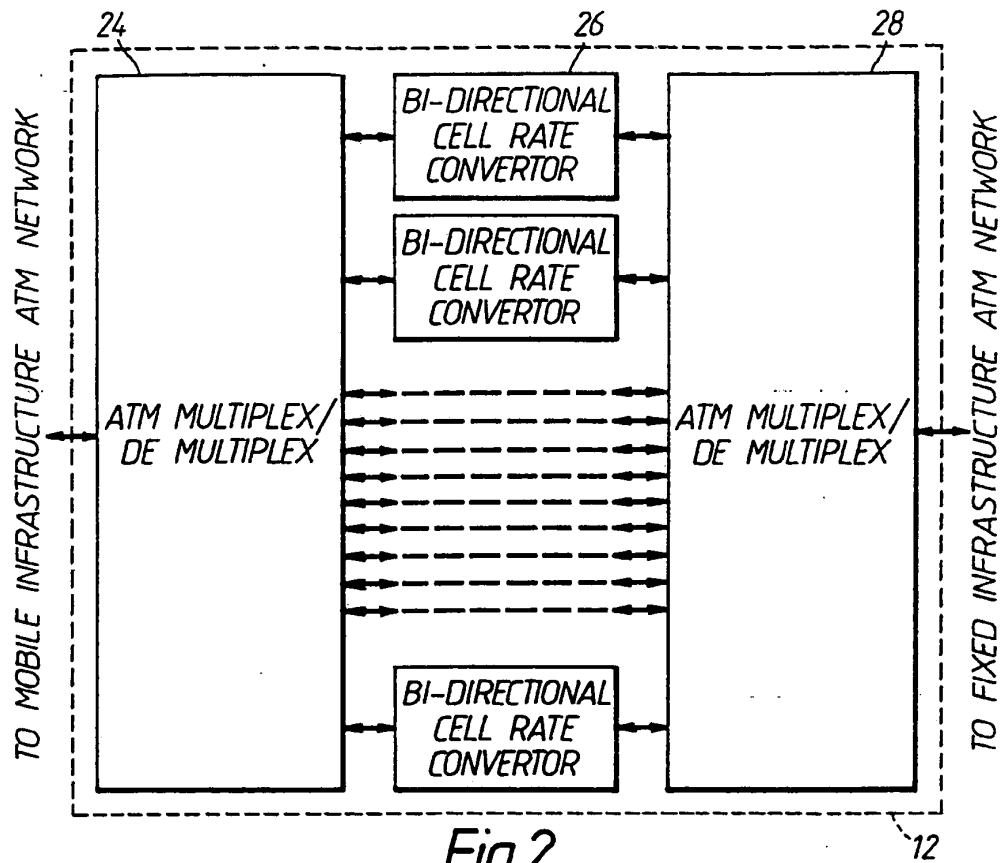 24
26
28
TO MOBILE INFRASTRUCTURE ATM NETWORK
BI-DIRECTIONAL
CELL RATE
CONVERTOR
BI-DIRECTIONAL
CELL RATE
CONVERTOR
ATM MULTIPLEX/
DE MULTIPLEX
ATM MULTIPLEX/
DE MULTIPLEX
BI-DIRECTIONAL
CELL RATE
CONVERTOR
TO FIXED INFRASTRUCTURE ATM NETWORK
12
Fig.2